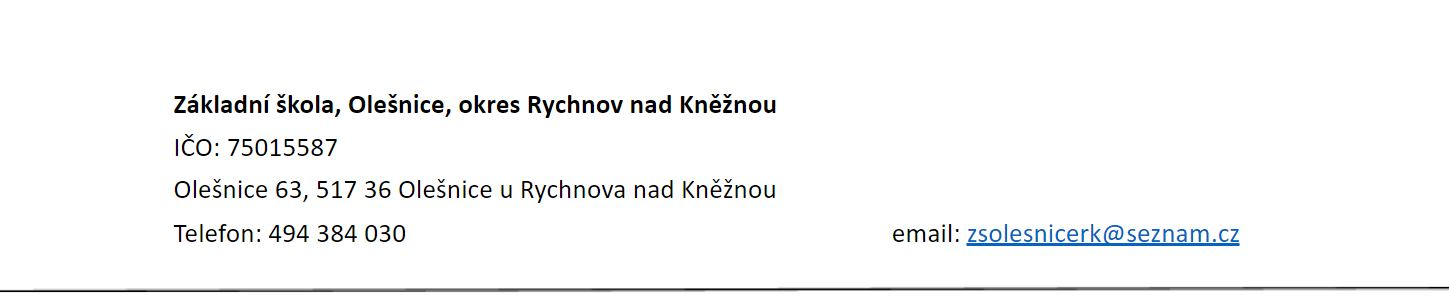 Základní škola, Olešnice, okres Rychnov nad Kněžnou
IČO: 75015587
Olešnice 63, 517 36 Olešnice u Rychnova nad Kněžnou
Telefon: 494 384 030 email: zsolesnicerk@seznam.cz